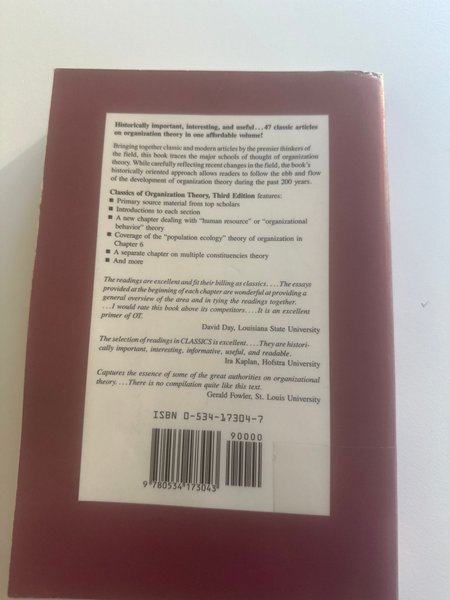 Historically important, interesting, and useful...47 classic articles
on organization theory in one affordable volume!
Bringing together classic and modern articles by the premier thinkers of
the field, this book traces the major schools of thought of organization
theory. While carefully reflecting recent changes in the field, the book's
historically oriented approach allows readers to follow the ebb and flow
of the development of organization theory during the past 200 years.
Classics of Organization Theory, Third Edition features:
■ Primary source material from top scholars
■ Introductions to each section
■ A new chapter dealing with "human resource" or "organizational
behavior" theory
■ Coverage of the "population ecology" theory of organization in
Chapter 6
■ A separate chapter on multiple constituencies theory
■ And more
The readings are excellent and fit their billing as classics....The essays
provided at the beginning of each chapter are wonderful at providing a
general overview of the area and in tying the readings together.
...I would rate this book above its competitors....It is an excellent
primer of OT.
David Day, Louisiana State University
The selection of readings in CLASSICS is excellent....They are histori-
cally important, interesting, informative, useful, and readable.
Ira Kaplan, Hofstra University
Captures the essence of some of the great authorities on organizational
theory....There is no compilation quite like this text.
Gerald Fowler, St. Louis University
ISBN 0-534-17304-7
90000
9 780534 173043